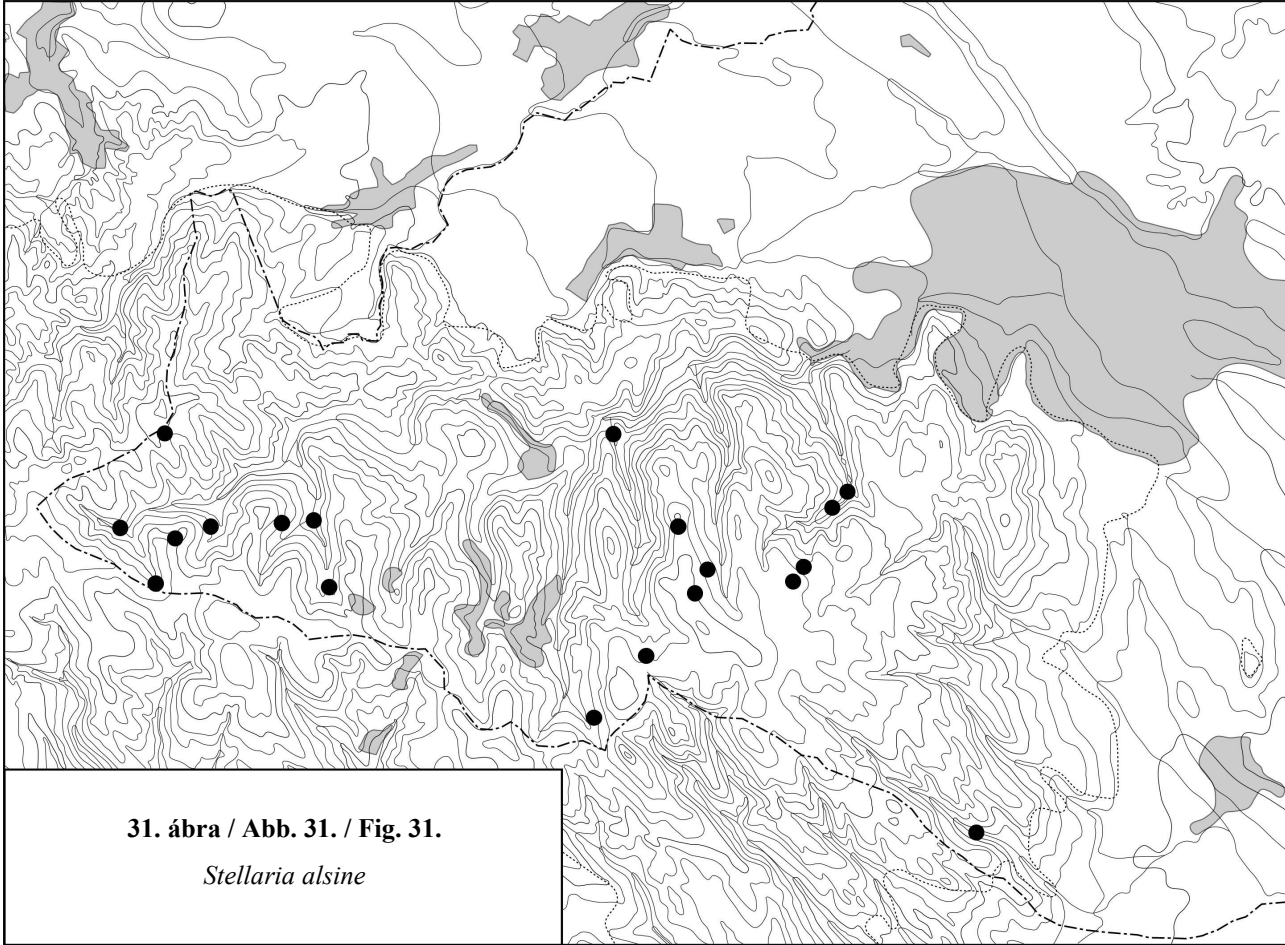 31. ábra / Abb. 31. / Fig. 31.
Stellaria alsine